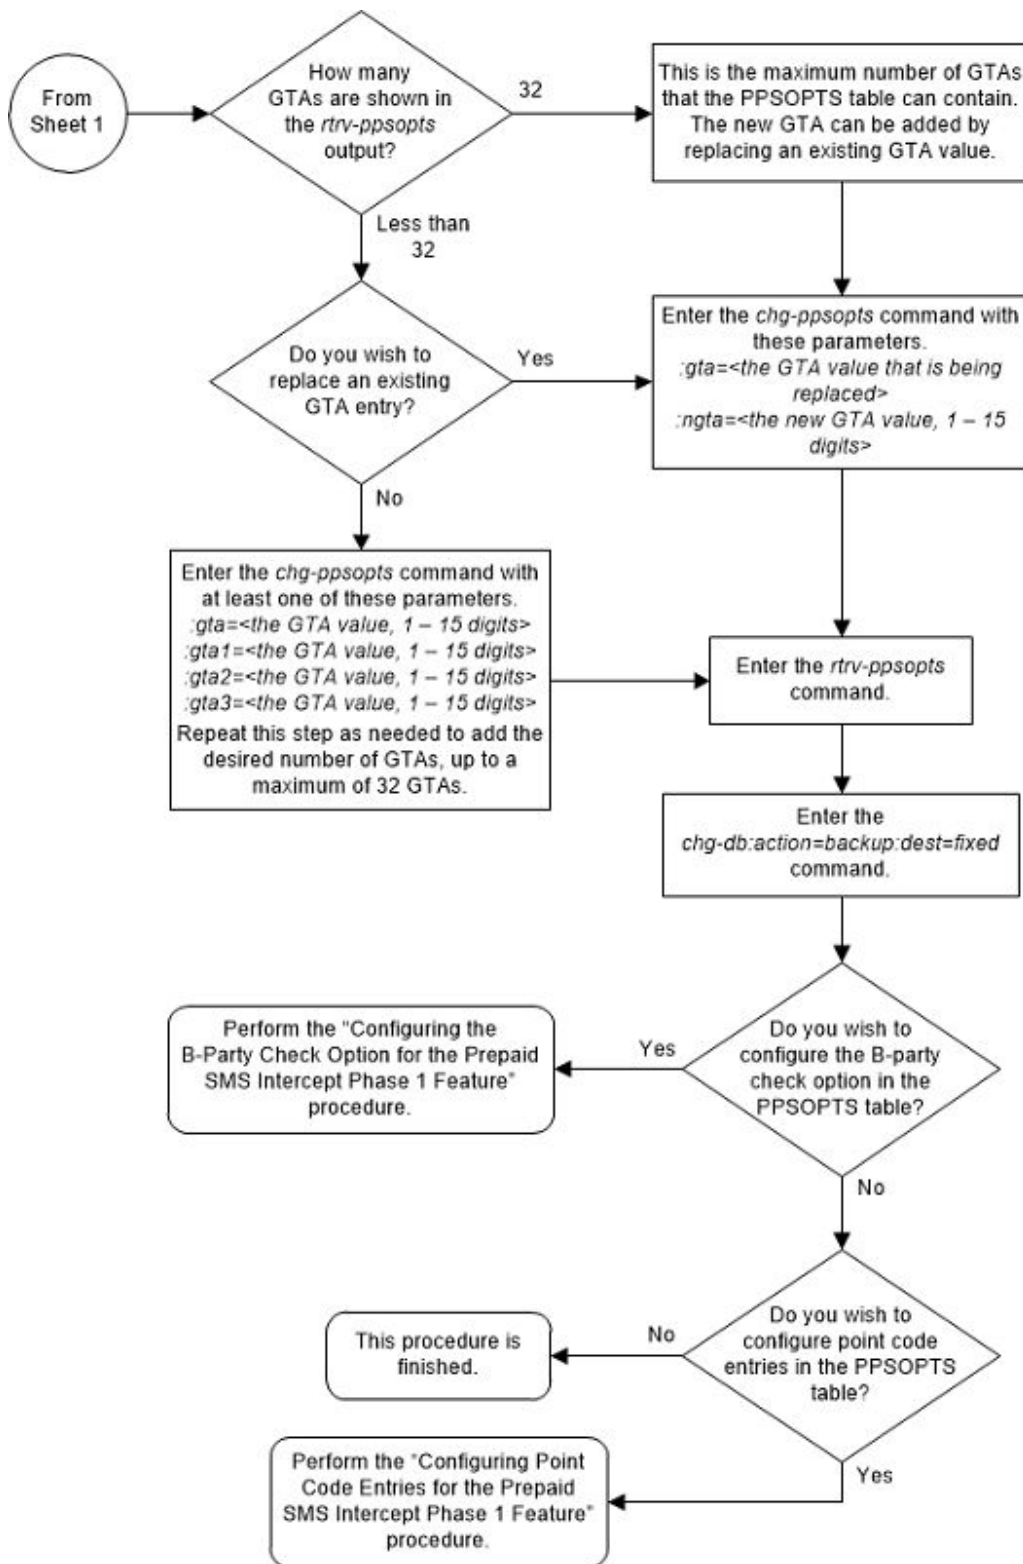 From
Sheet 1
How many
GTAs are shown in
the rtrv-ppsopts
output?
32
This is the maximum number of GTAs
that the PPSOPTS table can contain.
The new GTA can be added by
replacing an existing GTA value.
Less than
32
Do you wish to
replace an existing
GTA entry?
Yes
Enter the chg-ppsopts command with
these parameters.
:gta=<the GTA value that is being
replaced>
:ngta=<the new GTA value, 1 – 15
digits>
No
Enter the chg-ppsopts command with
at least one of these parameters.
:gta=<the GTA value, 1 – 15 digits>
:gta1=<the GTA value, 1 – 15 digits>
:gta2=<the GTA value, 1 – 15 digits>
:gta3=<the GTA value, 1 – 15 digits>
Repeat this step as needed to add the
desired number of GTAs, up to a
maximum of 32 GTAs.
Enter the rtrv-ppsopts
command.
Enter the
chg-db:action=backup:dest=fixed
command.
Do you wish to
configure the B-party
check option in the
PPSOPTS table?
Yes
Perform the "Configuring the
B-Party Check Option for the Prepaid
SMS Intercept Phase 1 Feature"
procedure.
No
Do you wish to
configure point code
entries in the PPSOPTS
table?
No
This procedure is
finished.
Yes
Perform the "Configuring Point
Code Entries for the Prepaid
SMS Intercept Phase 1 Feature"
procedure.